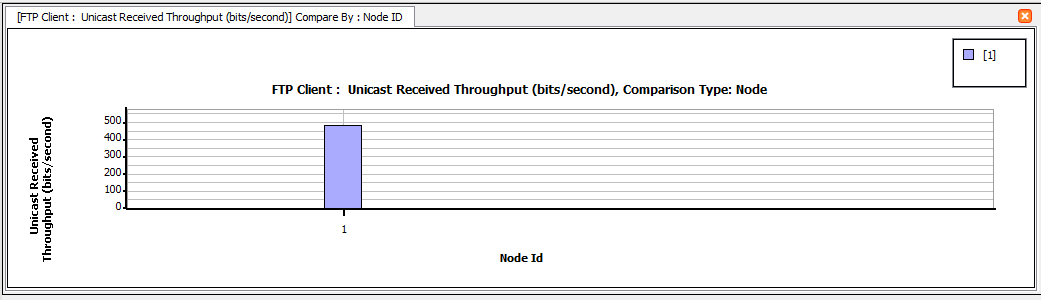 [FTP Client :  Unicast Received Throughput (bits/second)] Compare By : Node ID
[1]
FTP Client :  Unicast Received Throughput (bits/second), Comparison Type: Node
Unicast Received
Throughput (bits/second)
500
400
300
200
100
0
1
Node Id